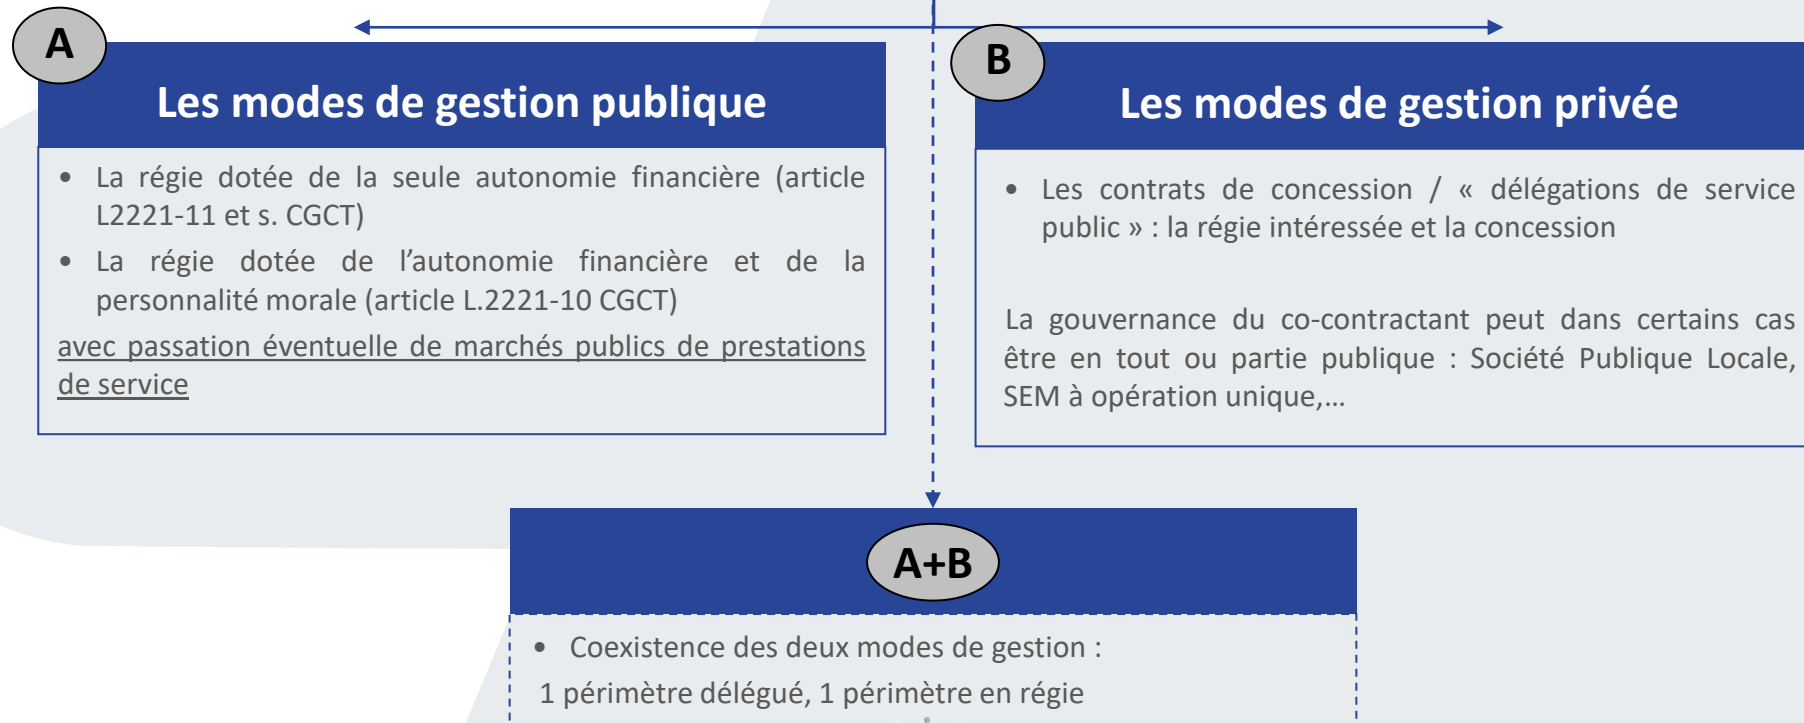 A
Les modes de gestion publique
• La régie dotée de la seule autonomie financière (article
L2221-11 et s. CGCT)
• La régie dotée de l’autonomie financière et de la
personnalité morale (article L.2221-10 CGCT)
avec passation éventuelle de marchés publics de prestations
de service
B
Les modes de gestion privée
• Les contrats de concession / « délégations de service
public » : la régie intéressée et la concession
La gouvernance du co-contractant peut dans certains cas
être en tout ou partie publique : Société Publique Locale,
SEM à opération unique,…
A+B
• Coexistence des deux modes de gestion :
1 périmètre délégué, 1 périmètre en régie